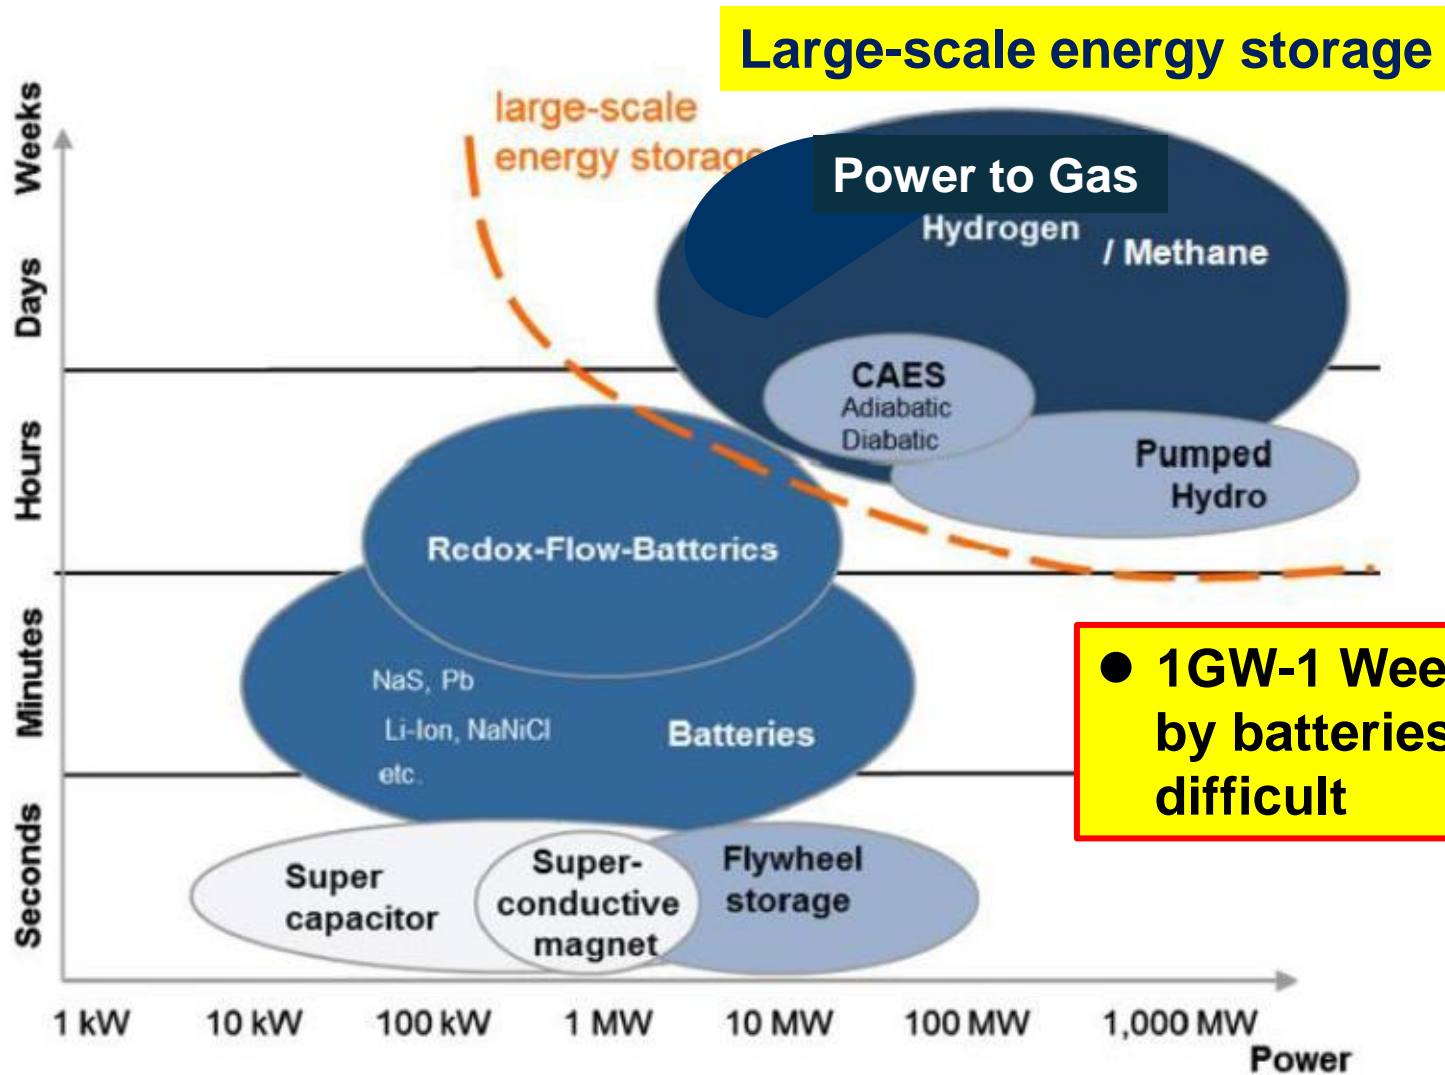 Large-scale energy storage
large-scale
energy storage
Power to Gas
Hydrogen
/ Methane
CAES
Adiabatic
Diabatic
Pumped
Hydro
Redox-Flow-Batteries
NaS, Pb
Li-Ion, NaNiCl
etc.
Batteries
● 1GW-1 Wee
by batteries
difficult
Super
capacitor
Super-
conductive
magnet
Flywheel
storage
Weeks
Days
Hours
Minutes
Seconds
1 kW 10 kW 100 kW 1 MW 10 MW 100 MW 1,000 MW
Power